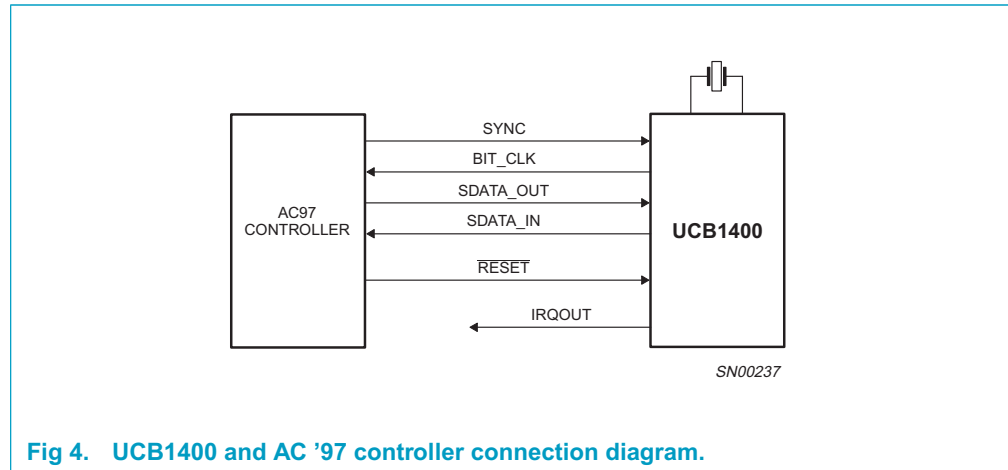 SYNC
BIT_CLK
SDATA_OUT
AC97
CONTROLLER
SDATA_IN
UCB1400
RESET
IRQOUT
SN00237
Fig 4. UCB1400 and AC ’97 controller connection diagram.